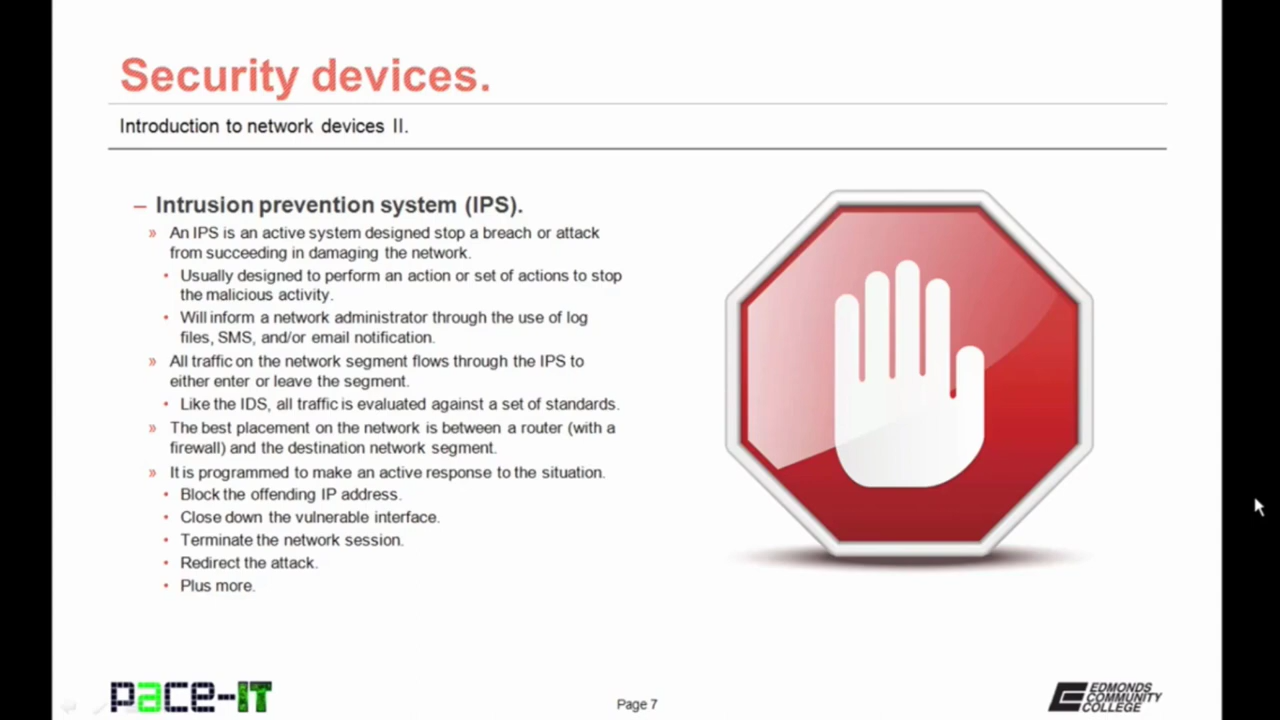 Security devices.
Introduction to network devices II.
– Intrusion prevention system (IPS).
» An IPS is an active system designed stop a breach or attack
from succeeding in damaging the network.
• Usually designed to perform an action or set of actions to stop
the malicious activity.
• Will inform a network administrator through the use of log
files, SMS, and/or email notification.
» All traffic on the network segment flows through the IPS to
either enter or leave the segment.
• Like the IDS, all traffic is evaluated against a set of standards.
» The best placement on the network is between a router (with a
firewall) and the destination network segment.
» It is programmed to make an active response to the situation.
• Block the offending IP address.
• Close down the vulnerable interface.
• Terminate the network session.
• Redirect the attack.
• Plus more.
pace-IT
Page 7
EDMONDS
COMMUNITY
COLLEGE